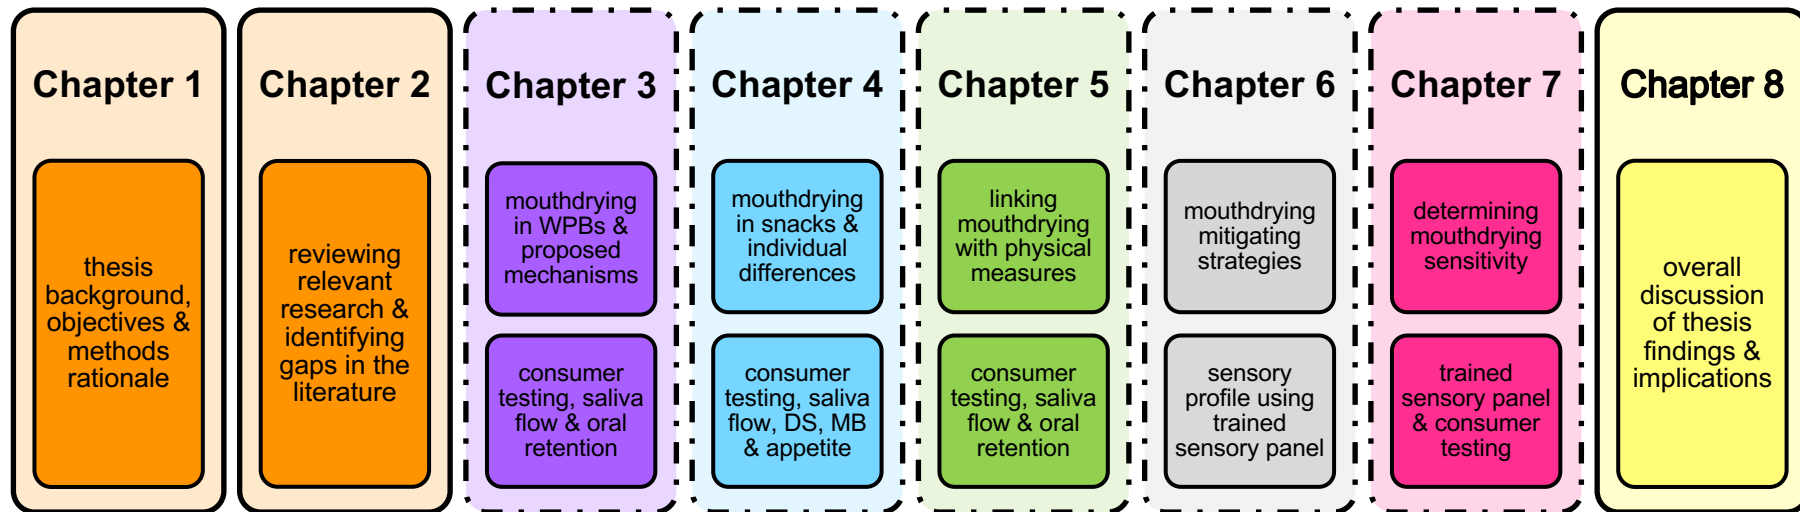 Chapter 1
thesis
background,
objectives &
methods
rationale
Chapter 2
reviewing
relevant
research &
identifying
gaps in the
literature
Chapter 3
mouthdrying
in WPBs &
proposed
mechanisms
consumer
testing, saliva
flow & oral
retention
Chapter 4
mouthdrying
in snacks &
individual
differences
consumer
testing, saliva
flow, DS, MB
& appetite
Chapter 5
linking
mouthdrying
with physical
measures
consumer
testing, saliva
flow & oral
retention
Chapter 6
mouthdrying
mitigating
strategies
sensory
profile using
trained
sensory panel
Chapter 7
determining
mouthdrying
sensitivity
trained
sensory panel
& consumer
testing
Chapter 8
overall
discussion
of thesis
findings &
implications